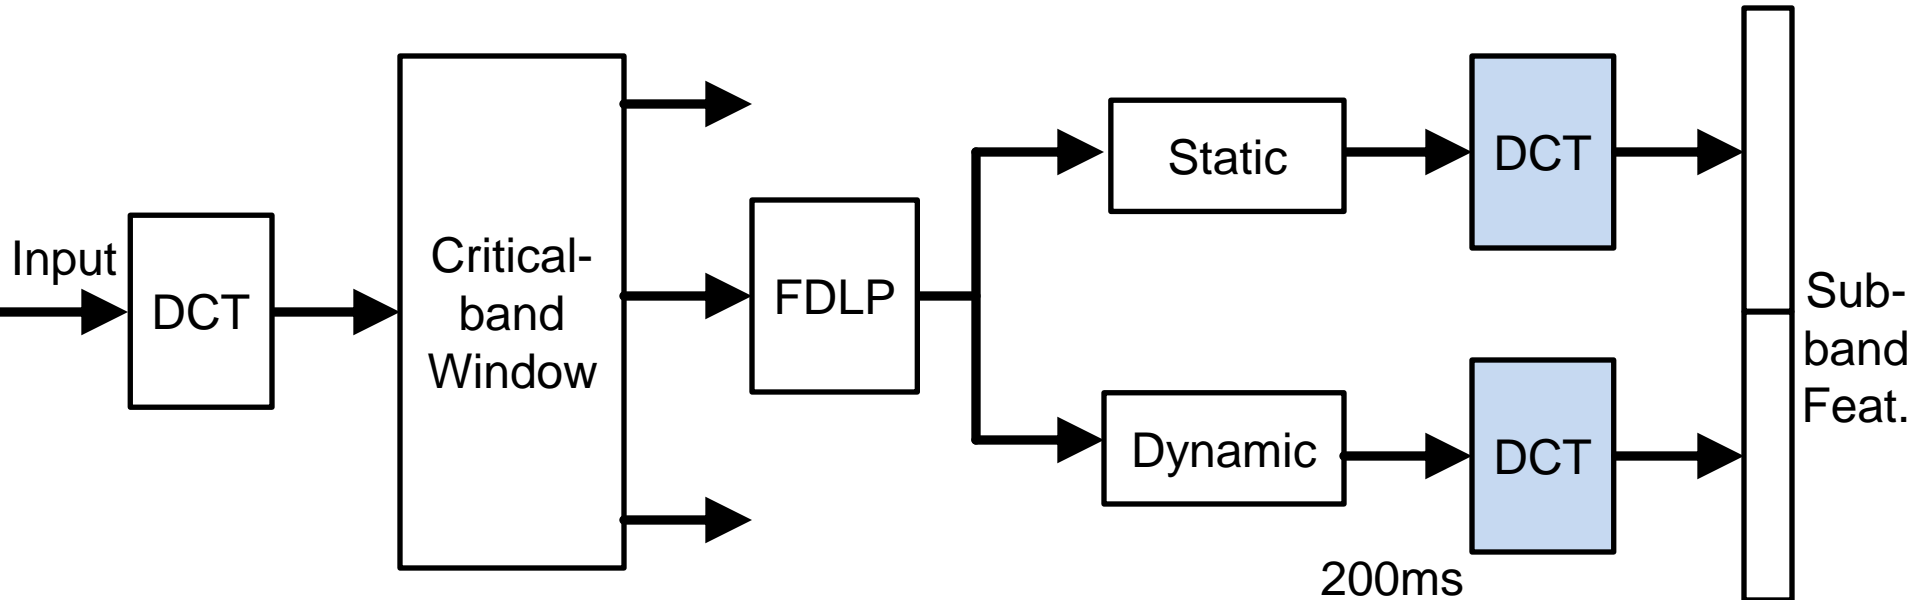 Input
DCT
Critical-
band
Window
FDLP
Static
DCT
Dynamic
DCT
200ms
Sub-
band
Feat.